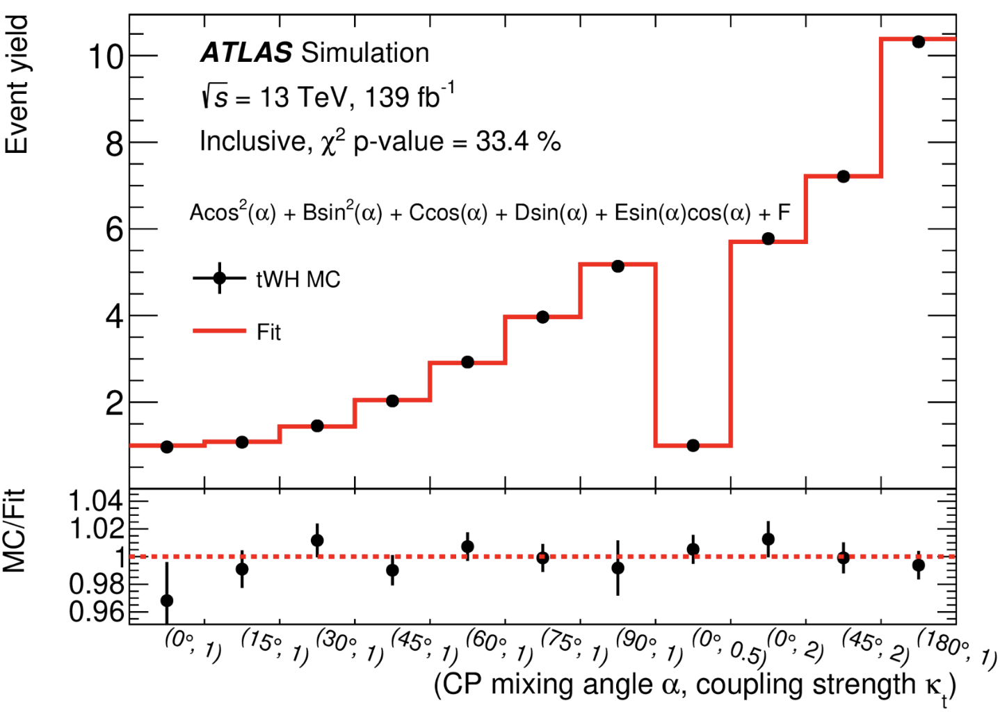 Event yield
10
8
6
4
2
ATLAS Simulation
√s = 13 TeV, 139 fb⁻¹
Inclusive, χ² p-value = 33.4 %
Acos²(α) + Bsin²(α) + Ccos(α) + Dsin(α) + Esin(α)cos(α) + F
tWH MC
Fit
MC/Fit
1.04
1.02
1
0.98
0.96
(0°, 1) (15°, 1) (30°, 1) (45°, 1) (60°, 1) (75°, 1) (90°, 1) (0°, 0.5) (0°, 2) (45°, 2) (180°, 1)
(CP mixing angle α, coupling strength κₜ)